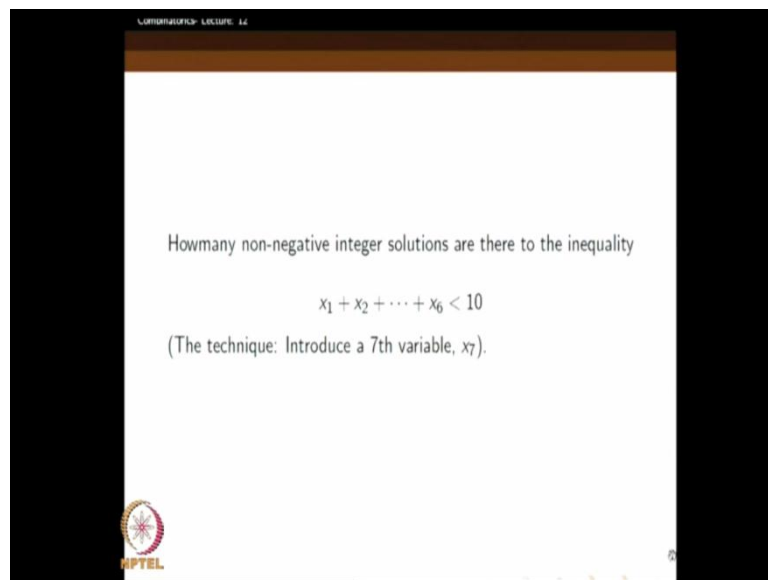 Combinatorics- Lecture: 12
Howmany non-negative integer solutions are there to the inequality
x₁ + x₂ + ⋯ + x₆ < 10
(The technique: Introduce a 7th variable, x₇).
NPTEL